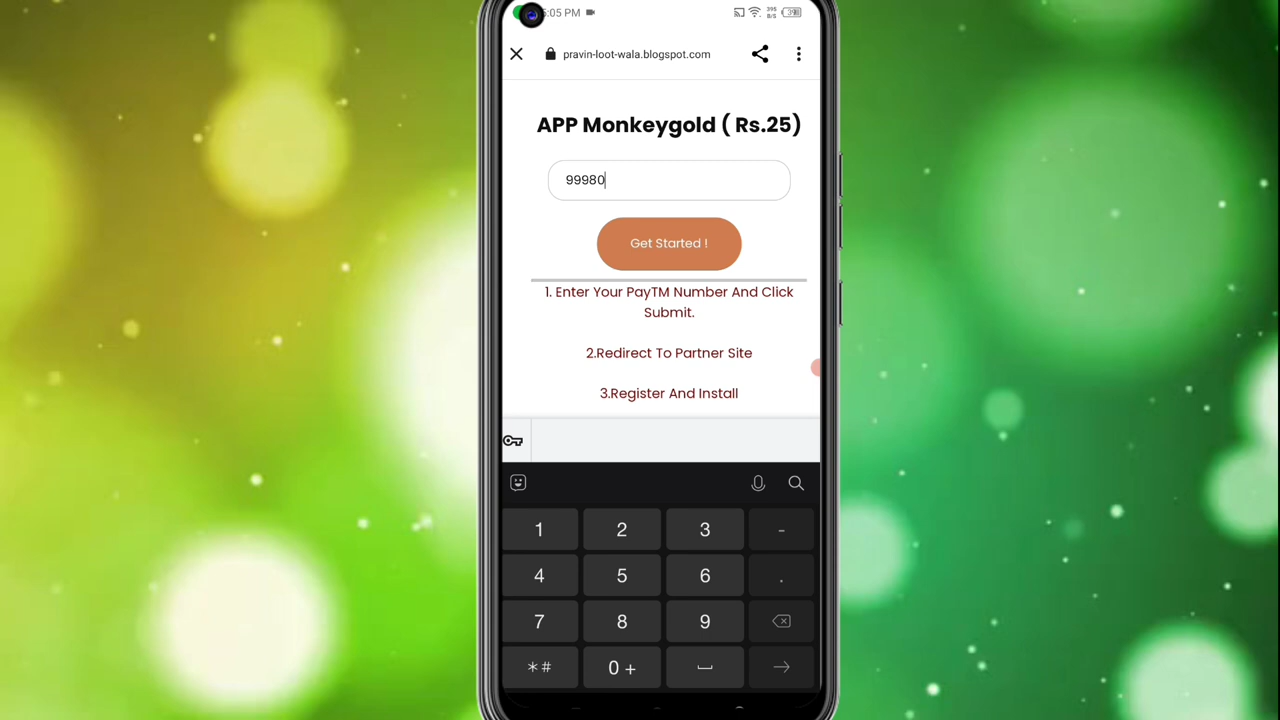 5:05 PM
395 B/S
39
pravin-loot-wala.blogspot.com
APP Monkeygold ( Rs.25)
99980
Get Started !
1. Enter Your PayTM Number And Click
Submit.
2.Redirect To Partner Site
3.Register And Install
1 2 3 -
4 5 6 .
7 8 9
*# 0 +